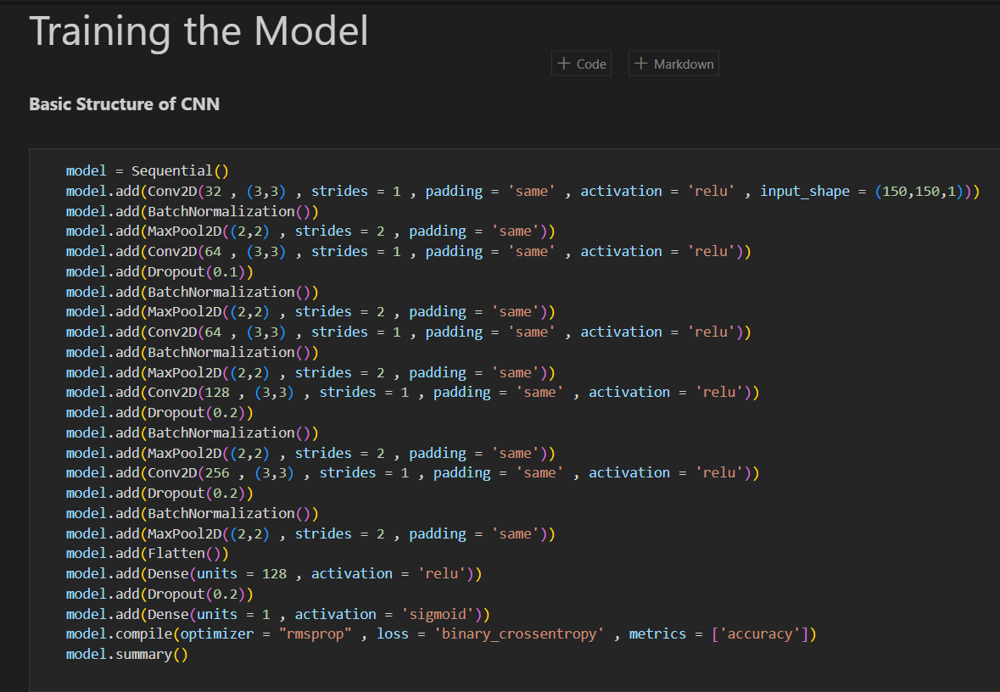 Training the Model
+ Code + Markdown
Basic Structure of CNN
model = Sequential()
model.add(Conv2D(32 , (3,3) , strides = 1 , padding = 'same' , activation = 'relu' , input_shape = (150,150,1)))
model.add(BatchNormalization())
model.add(MaxPool2D((2,2) , strides = 2 , padding = 'same'))
model.add(Conv2D(64 , (3,3) , strides = 1 , padding = 'same' , activation = 'relu'))
model.add(Dropout(0.1))
model.add(BatchNormalization())
model.add(MaxPool2D((2,2) , strides = 2 , padding = 'same'))
model.add(Conv2D(64 , (3,3) , strides = 1 , padding = 'same' , activation = 'relu'))
model.add(BatchNormalization())
model.add(MaxPool2D((2,2) , strides = 2 , padding = 'same'))
model.add(Conv2D(128 , (3,3) , strides = 1 , padding = 'same' , activation = 'relu'))
model.add(Dropout(0.2))
model.add(BatchNormalization())
model.add(MaxPool2D((2,2) , strides = 2 , padding = 'same'))
model.add(Conv2D(256 , (3,3) , strides = 1 , padding = 'same' , activation = 'relu'))
model.add(Dropout(0.2))
model.add(BatchNormalization())
model.add(MaxPool2D((2,2) , strides = 2 , padding = 'same'))
model.add(Flatten())
model.add(Dense(units = 128 , activation = 'relu'))
model.add(Dropout(0.2))
model.add(Dense(units = 1 , activation = 'sigmoid'))
model.compile(optimizer = "rmsprop" , loss = 'binary_crossentropy' , metrics = ['accuracy'])
model.summary()